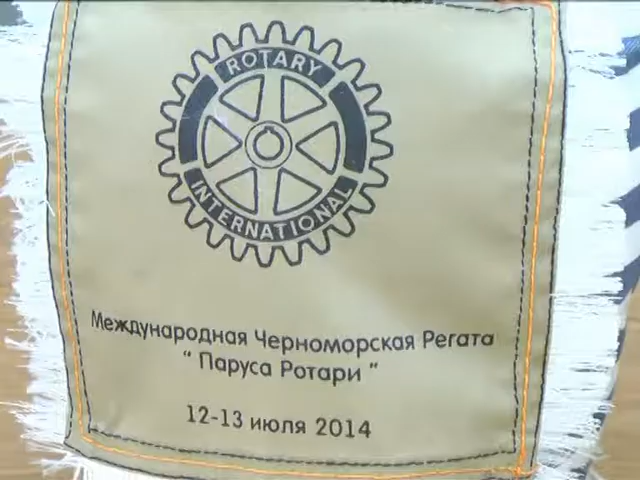 ROTARY
INTERNATIONAL
Международная Черноморская Регата
“ Паруса Ротари ”
12-13 июля 2014